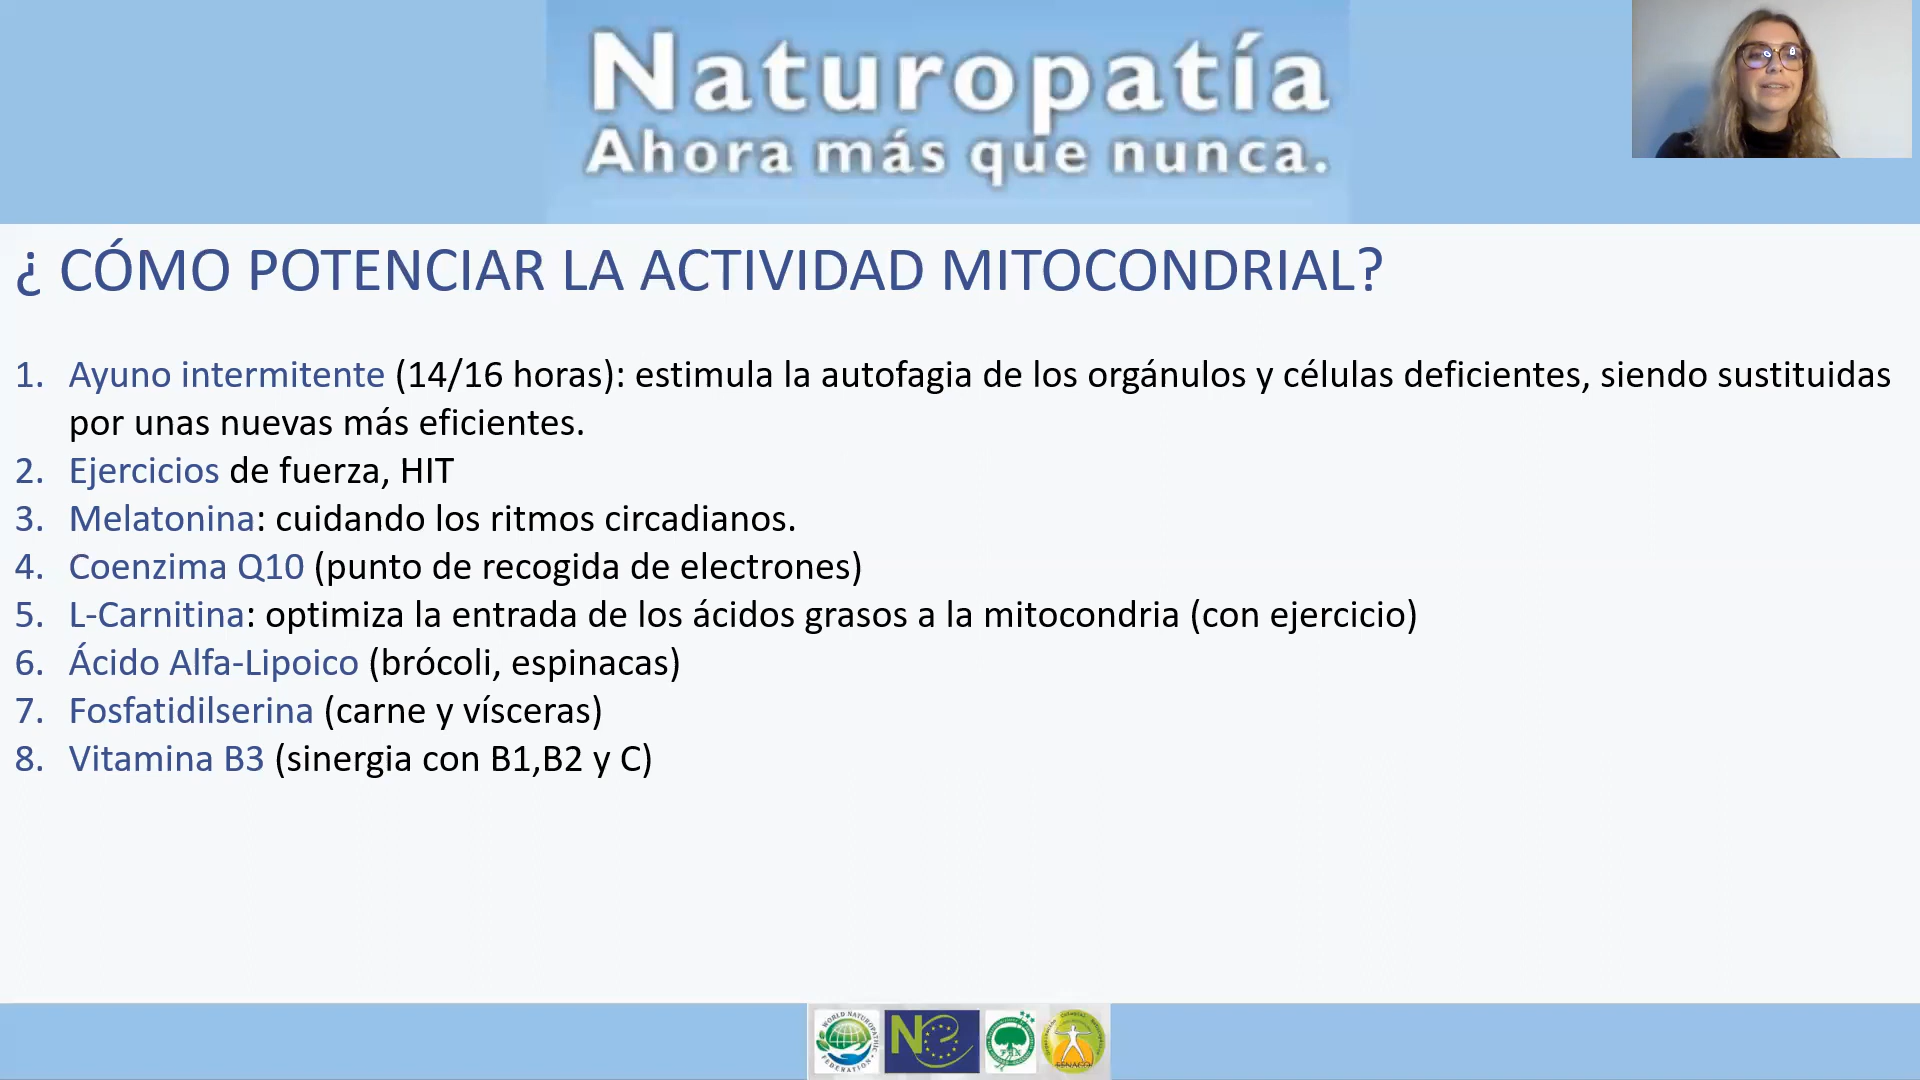 Naturopatía
Ahora más que nunca.
¿ CÓMO POTENCIAR LA ACTIVIDAD MITOCONDRIAL?
1. Ayuno intermitente (14/16 horas): estimula la autofagia de los orgánulos y células deficientes, siendo sustituidas
por unas nuevas más eficientes.
2. Ejercicios de fuerza, HIT
3. Melatonina: cuidando los ritmos circadianos.
4. Coenzima Q10 (punto de recogida de electrones)
5. L-Carnitina: optimiza la entrada de los ácidos grasos a la mitocondria (con ejercicio)
6. Ácido Alfa-Lipoico (brócoli, espinacas)
7. Fosfatidilserina (carne y vísceras)
8. Vitamina B3 (sinergia con B1,B2 y C)
WORLD NATUROPATHIC FEDERATION